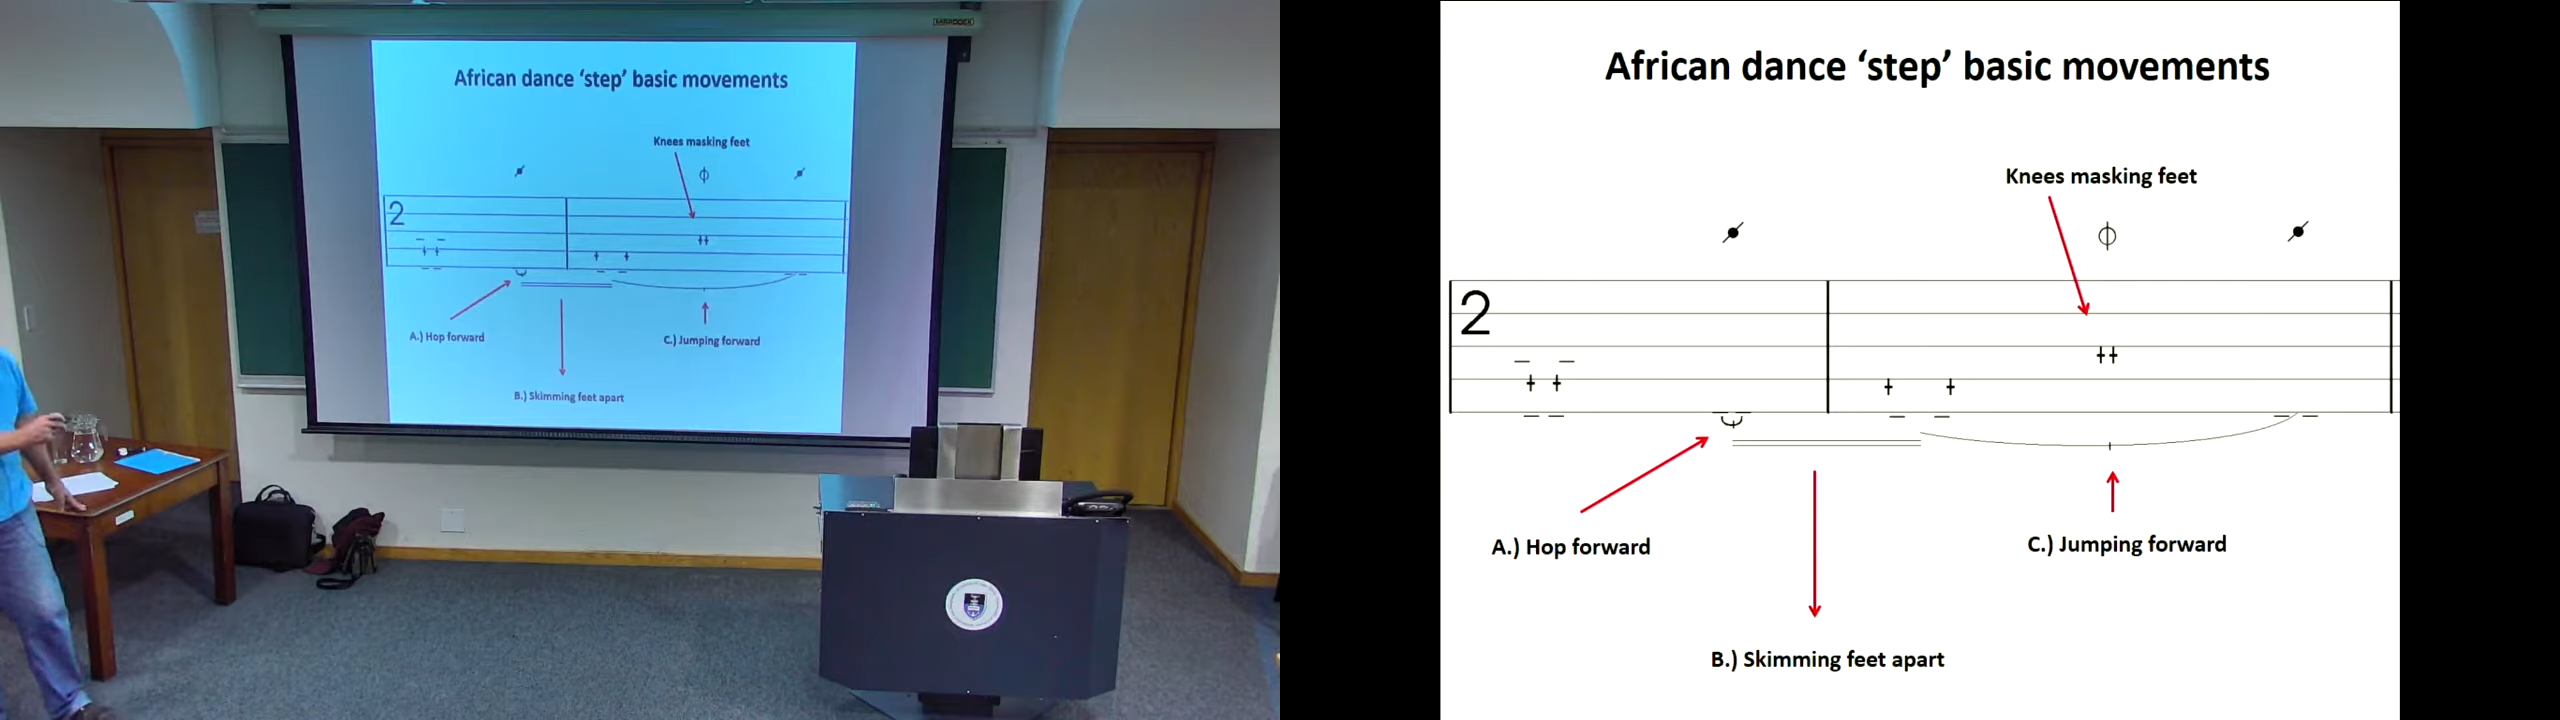 African dance ‘step’ basic movements
Knees masking feet
2
A.) Hop forward
C.) Jumping forward
B.) Skimming feet apart
African dance ‘step’ basic movements
Knees masking feet
2
A.) Hop forward
C.) Jumping forward
B.) Skimming feet apart